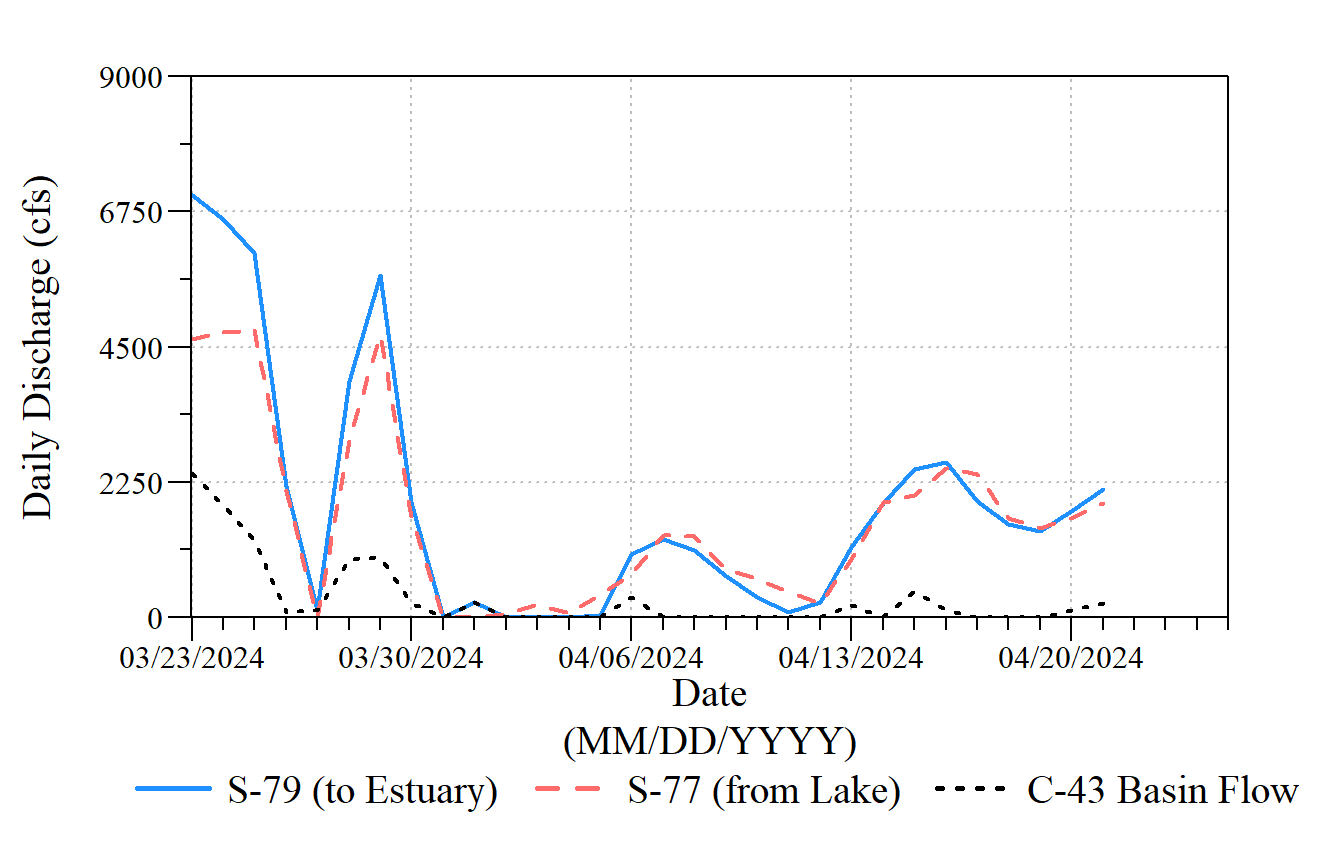 9000
6750
4500
2250
0
Daily Discharge (cfs)
03/23/2024 03/30/2024 04/06/2024 04/13/2024 04/20/2024
Date
(MM/DD/YYYY)
S-79 (to Estuary) S-77 (from Lake) C-43 Basin Flow